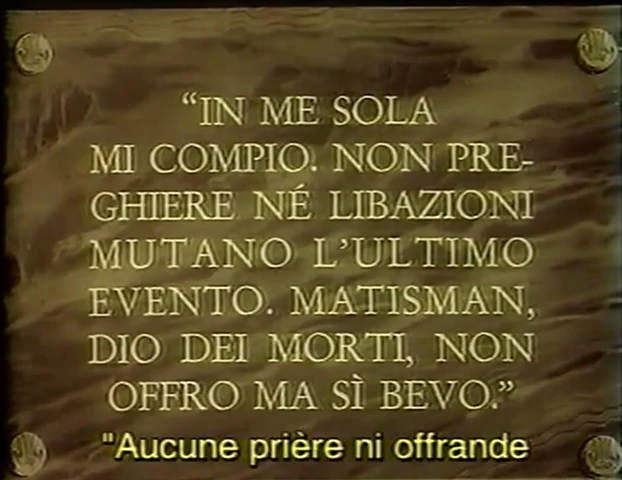 “IN ME SOLA
MI COMPIO. NON PRE-
GHIERE NÉ LIBAZIONI
MUTANO L’ULTIMO
EVENTO. MATISMAN,
DIO DEI MORTI, NON
OFFRO MA SÌ BEVO.”
"Aucune prière ni offrande